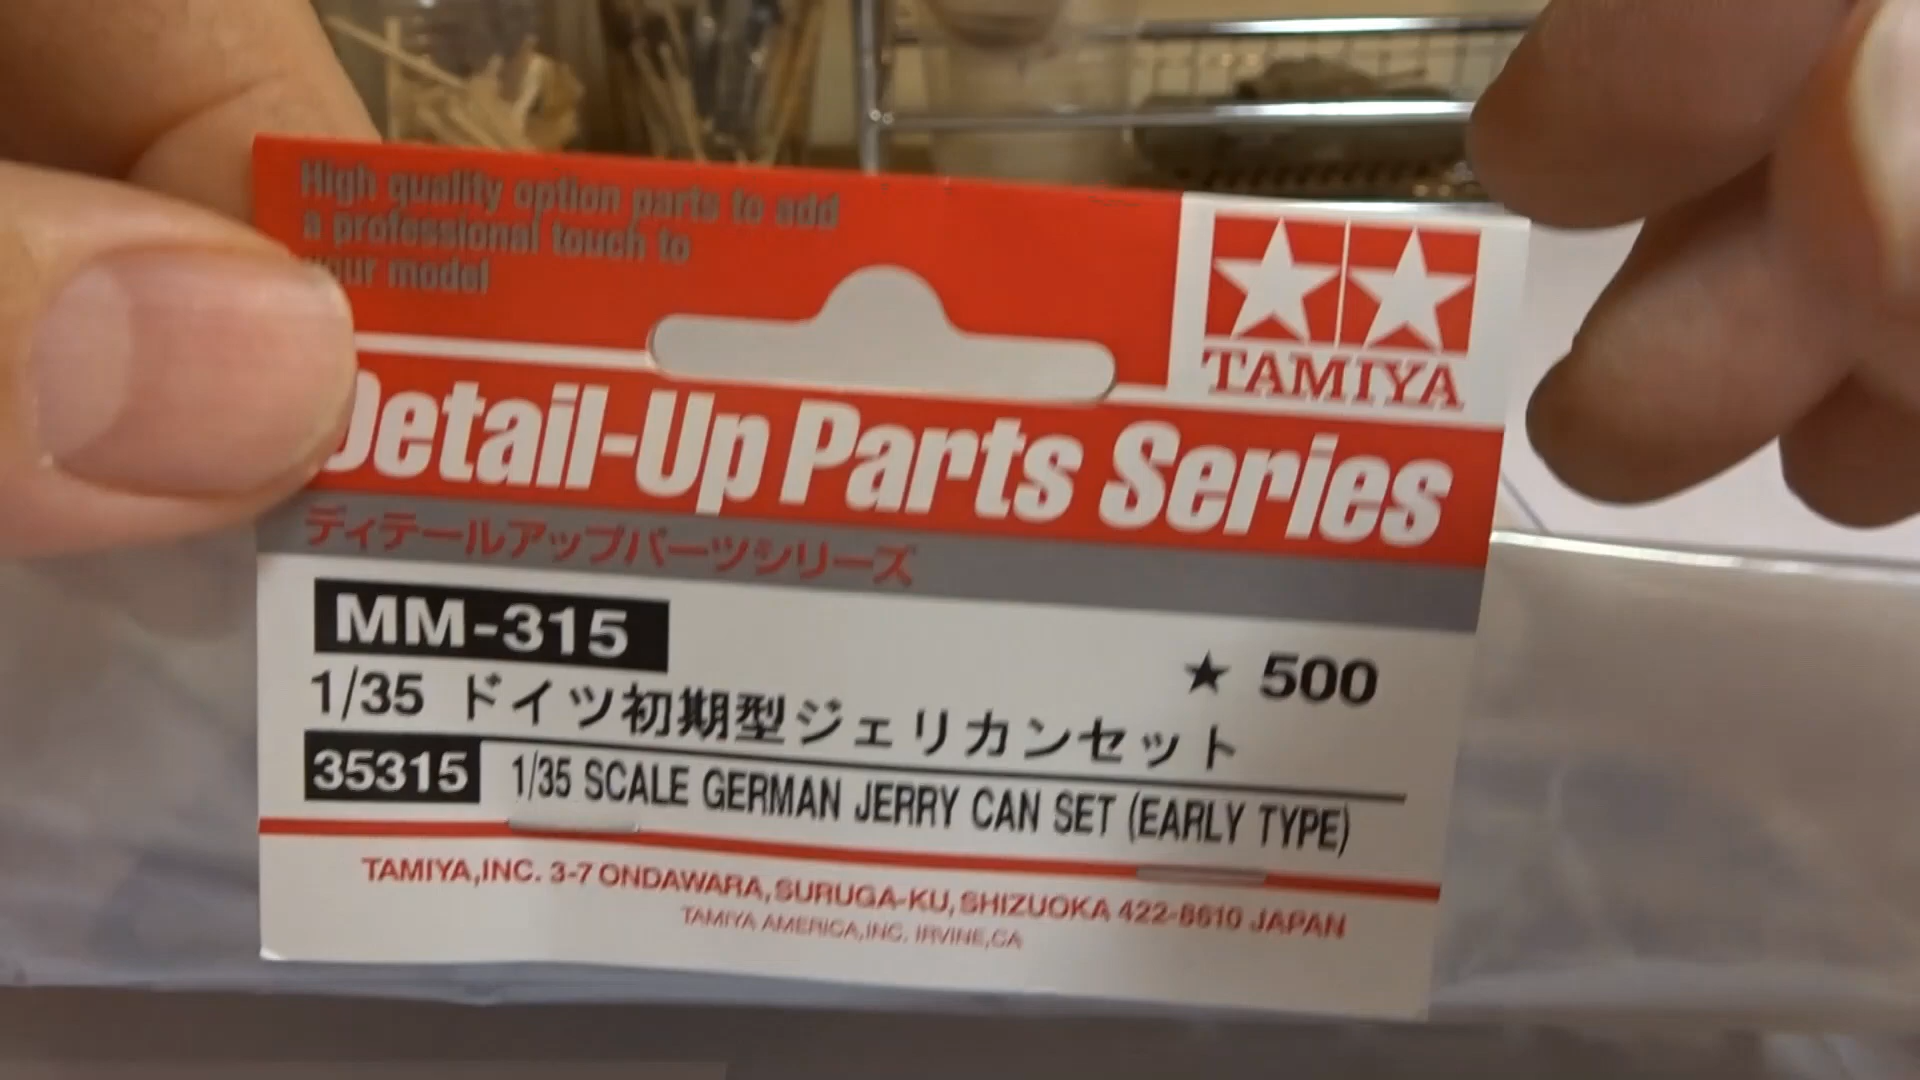 High quality option parts to add
a professional touch to
your model
TAMIYA
Detail-Up Parts Series
ディテールアップパーツシリーズ
MM-315
★ 500
1/35 ドイツ初期型ジェリカンセット
35315 1/35 SCALE GERMAN JERRY CAN SET (EARLY TYPE)
TAMIYA,INC. 3-7 ONDAWARA,SURUGA-KU,SHIZUOKA 422-8610 JAPAN
TAMIYA AMERICA,INC. IRVINE,CA